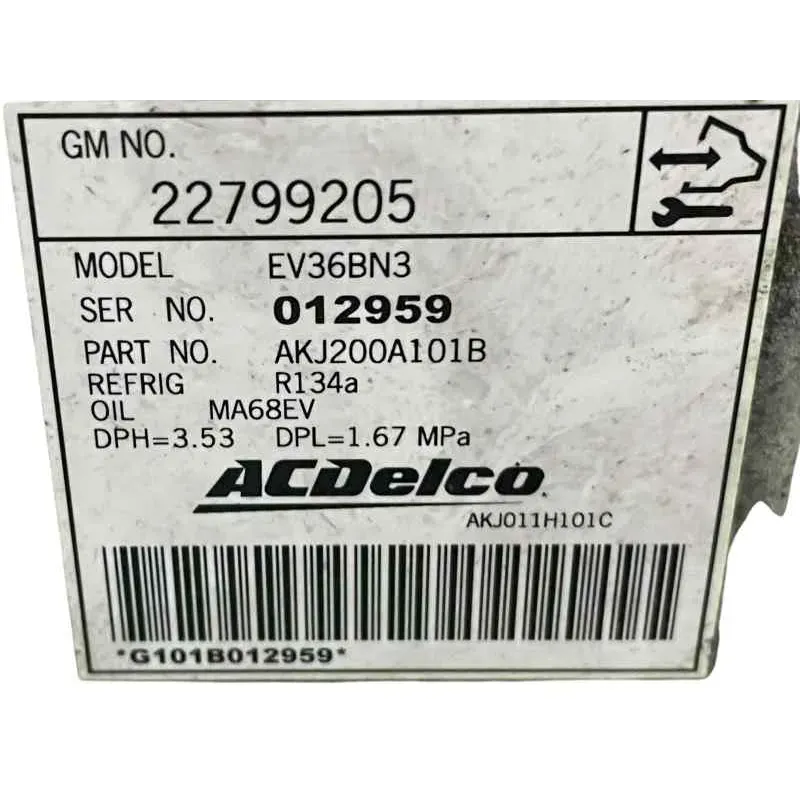 GM NO.
22799205
MODEL EV36BN3
SER NO. 012959
PART NO. AKJ200A101B
REFRIG R134a
OIL MA68EV
DPH=3.53 DPL=1.67 MPa
ACDelco
AKJ011H101C
*G101B012959*